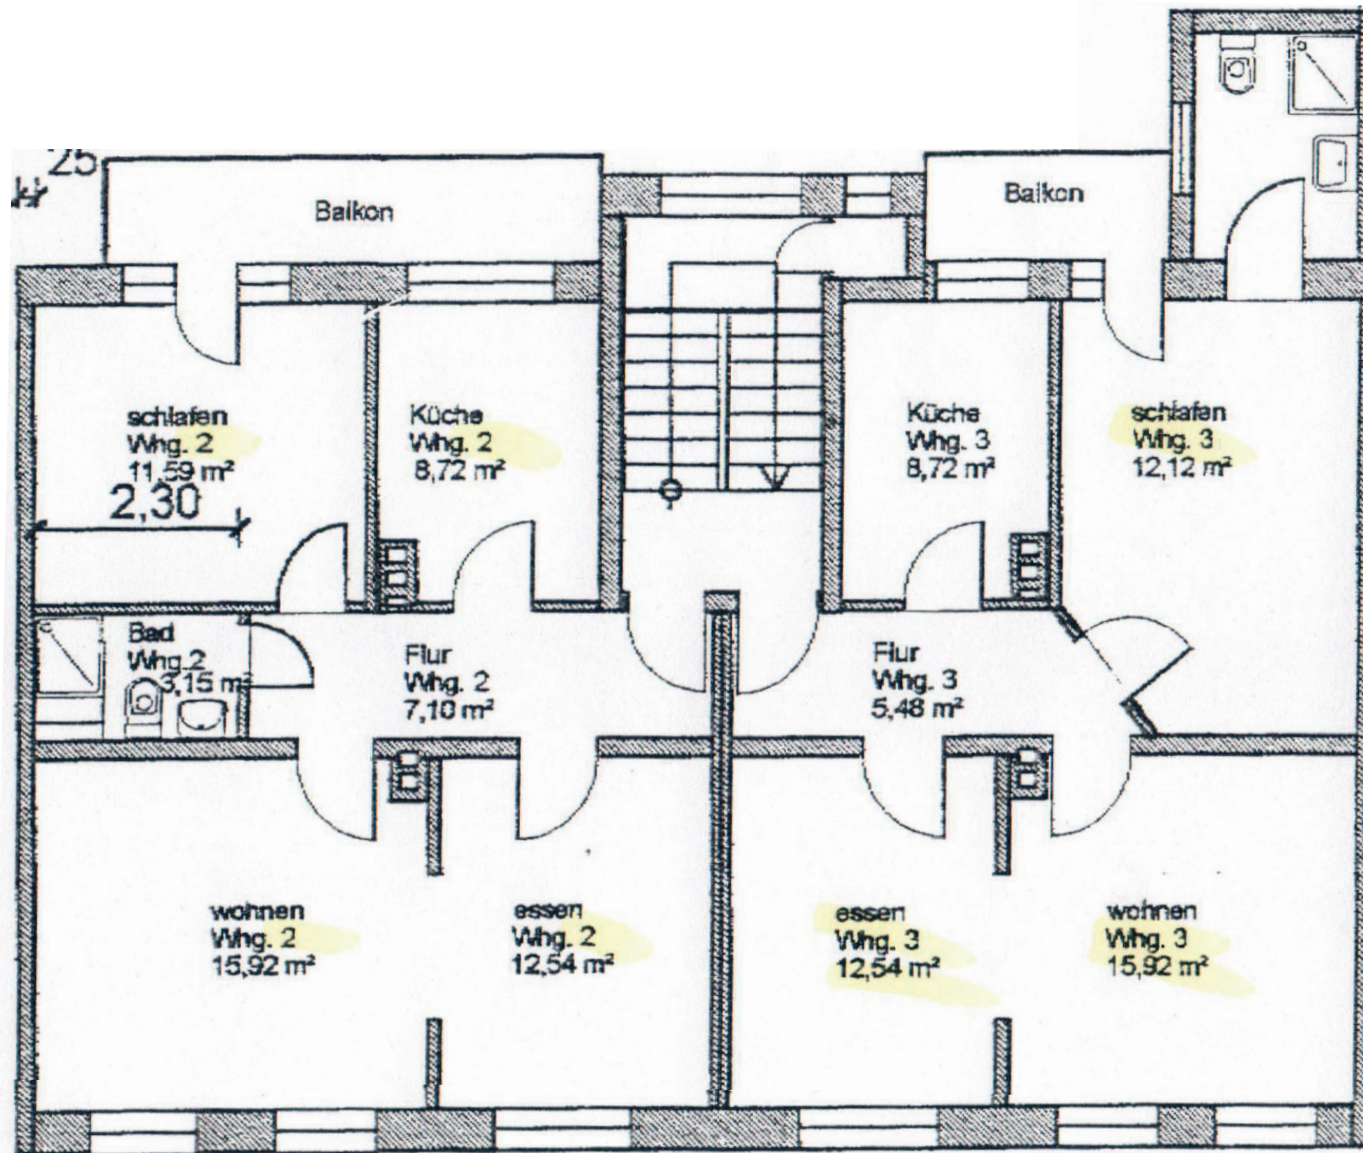 25
Balkon
Balkon
schlafen
Whg. 2
11,59 m²
2,30
Küche
Whg. 2
8,72 m²
Küche
Whg. 3
8,72 m²
schlafen
Whg. 3
12,12 m²
Bad
Whg.2
3,15 m²
Flur
Whg. 2
7,10 m²
Flur
Whg. 3
5,48 m²
wohnen
Whg. 2
15,92 m²
essen
Whg. 2
12,54 m²
essen
Whg. 3
12,54 m²
wohnen
Whg. 3
15,92 m²